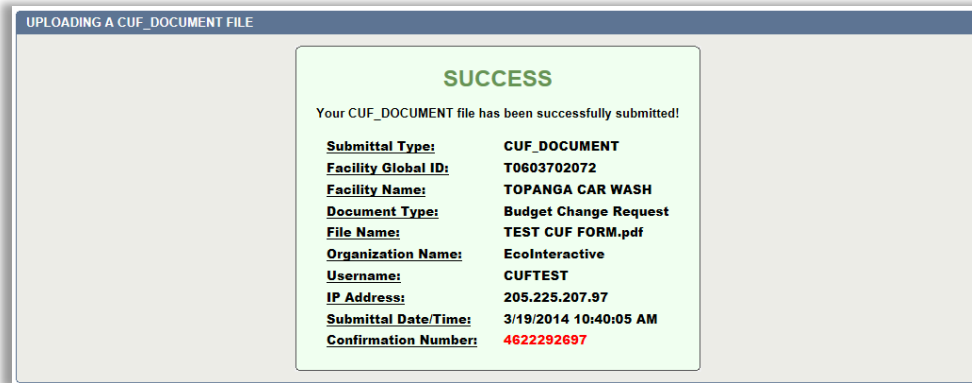 UPLOADING A CUF_DOCUMENT FILE
SUCCESS
Your CUF_DOCUMENT file has been successfully submitted!
Submittal Type: CUF_DOCUMENT
Facility Global ID: T0603702072
Facility Name: TOPANGA CAR WASH
Document Type: Budget Change Request
File Name: TEST CUF FORM.pdf
Organization Name: EcoInteractive
Username: CUFTEST
IP Address: 205.225.207.97
Submittal Date/Time: 3/19/2014 10:40:05 AM
Confirmation Number: 4622292697